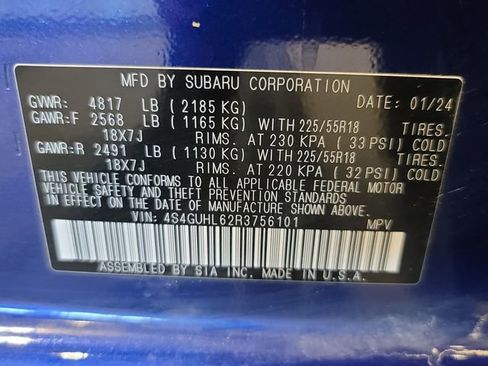 MFD BY SUBARU CORPORATION
GVWR: 4817 LB (2185 KG) DATE: 01/24
GAWR:F 2568 LB (1165 KG) WITH 225/55R18 TIRES.
18X7J RIMS. AT 230 KPA (33PSI) COLD.
GAWR:R 2491 LB (1130 KG) WITH 225/55R18 TIRES.
18X7J RIMS. AT 220 KPA (32 PSI) COLD.
THIS VEHICLE CONFORMS TO ALL APPLICABLE FEDERAL MOTOR
VEHICLE SAFETY AND THEFT PREVENTION STANDARDS
IN EFFECT ON THE DATE OF MANUFACTURE SHOWN ABOVE.
VIN: 4S4GUHL62R3756101 MPV
ASSEMBLED BY SIA INC. MADE IN U.S.A.